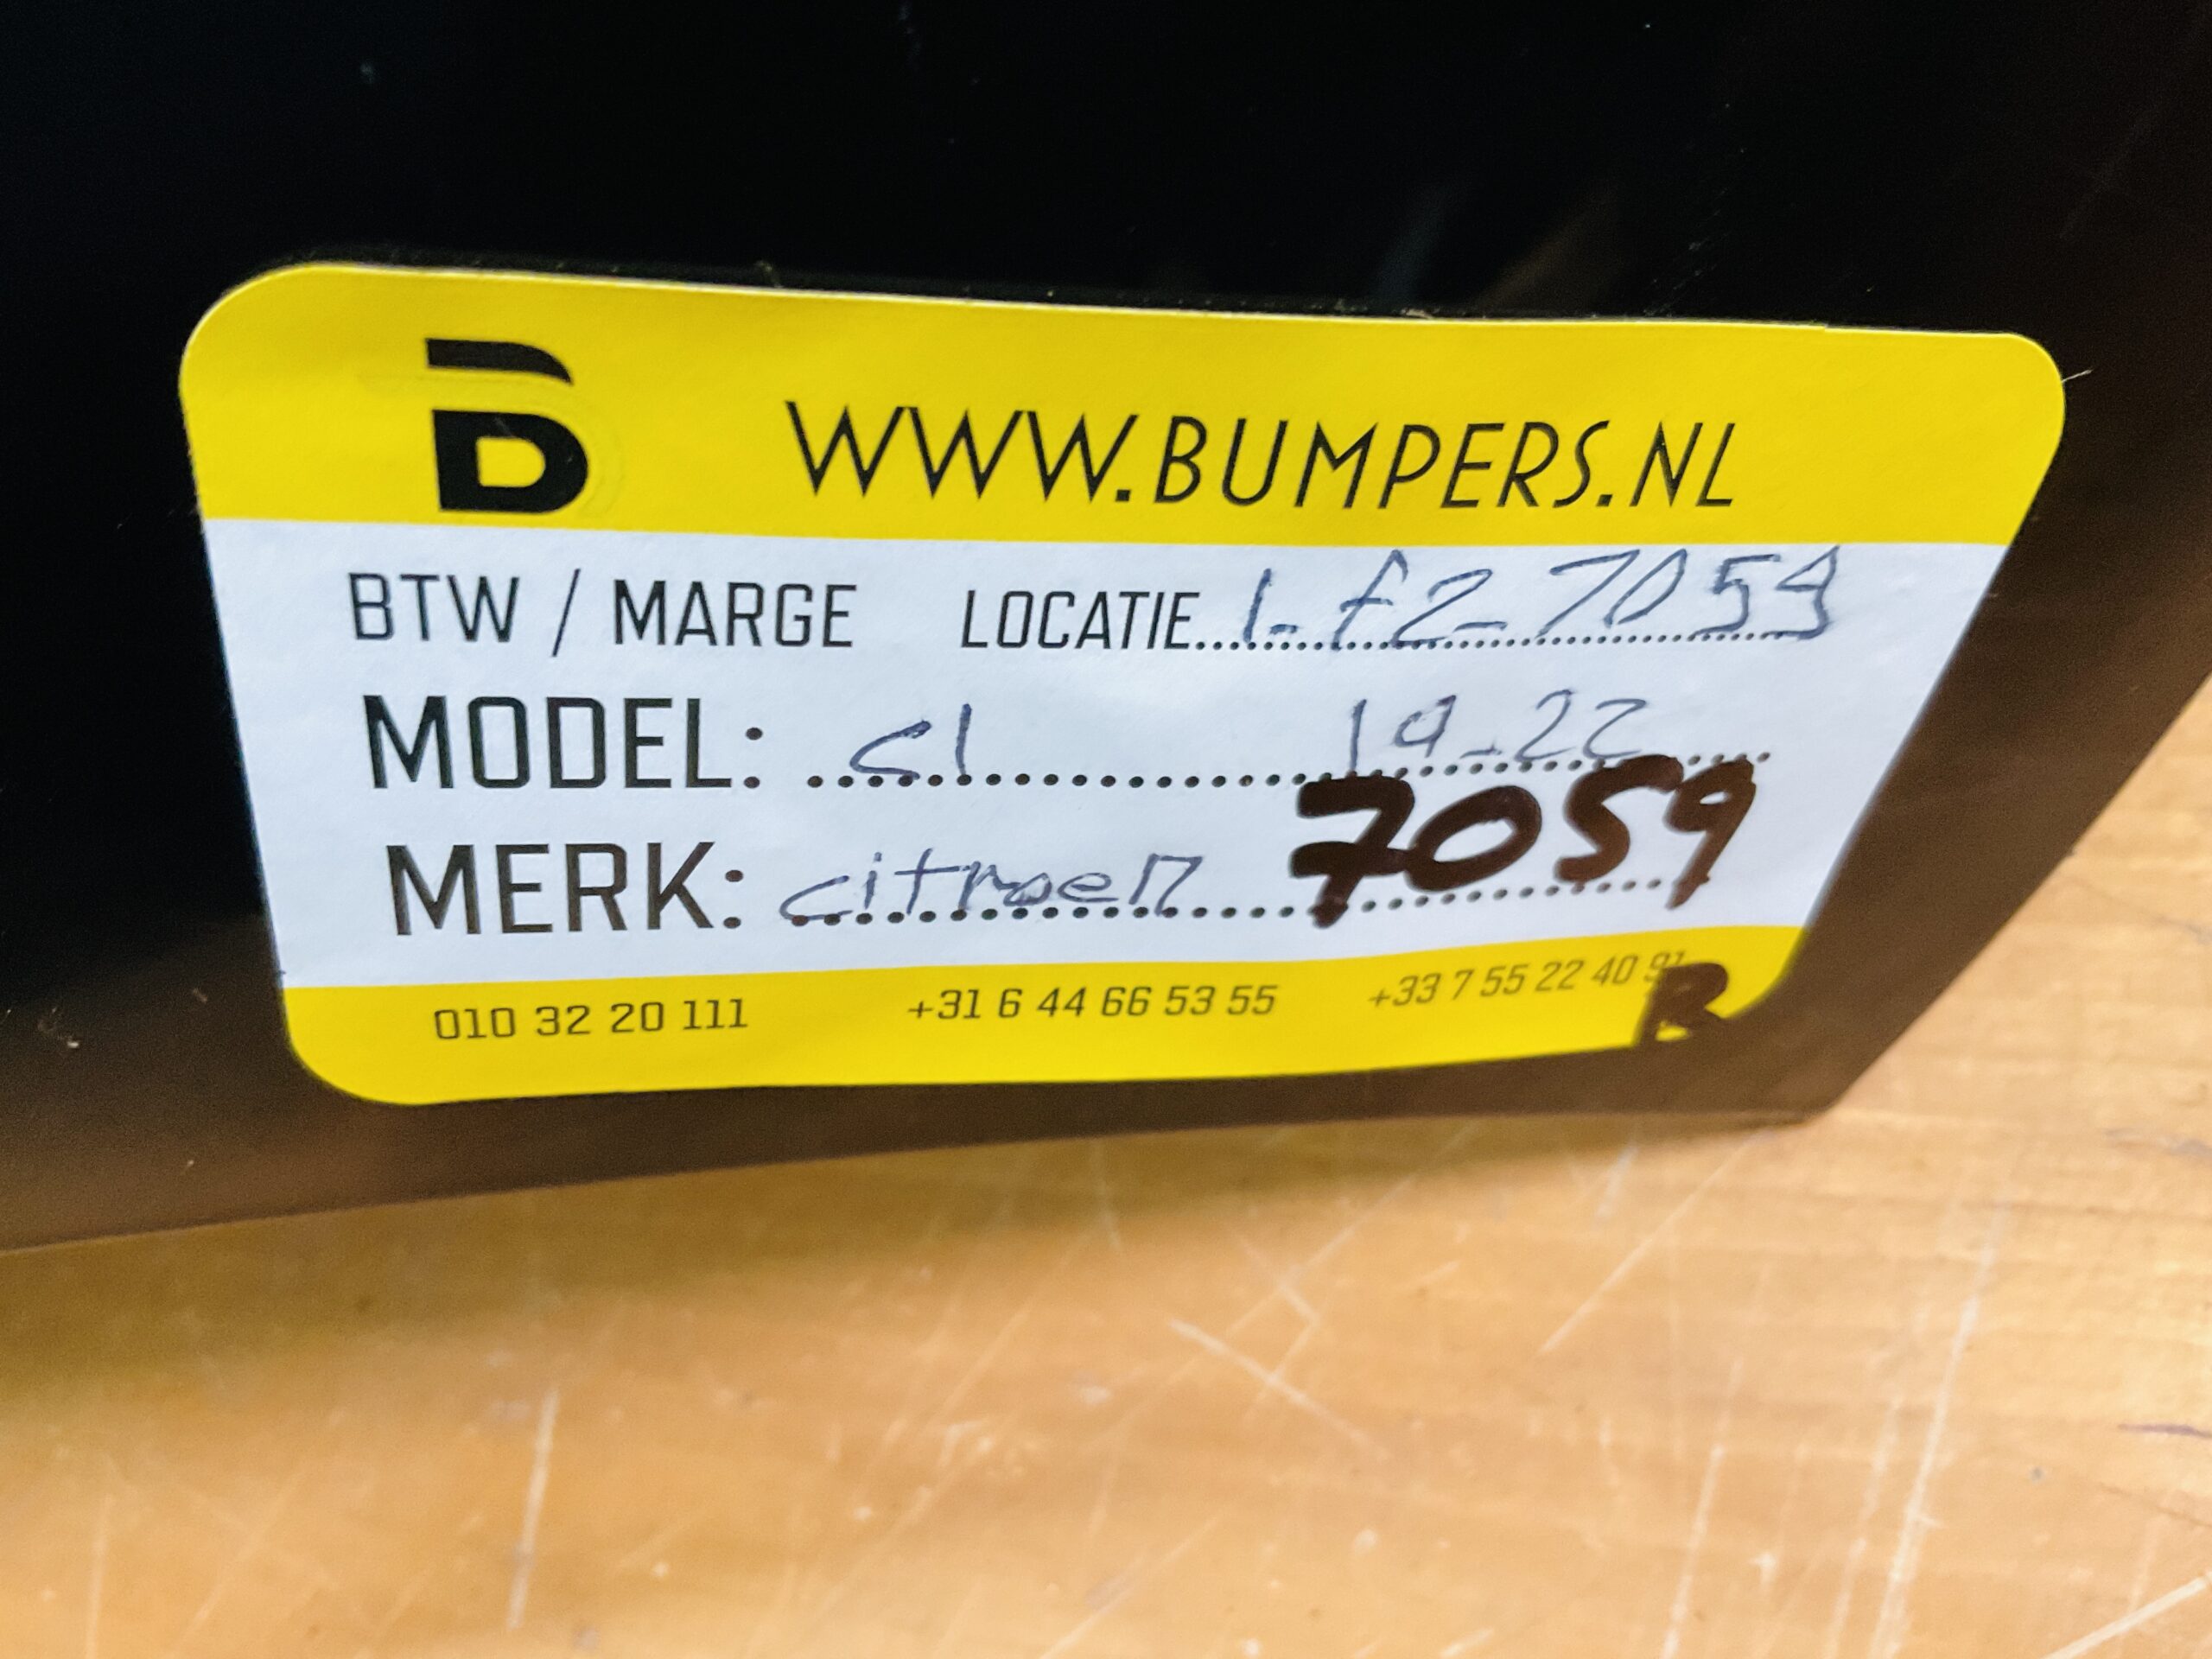 B WWW.BUMPERS.NL
BTW / MARGE LOCATIE 1-f2-7059
MODEL: c1 19-22
7059
MERK: citroen
010 32 20 111 +31 6 44 66 53 55 +33 7 55 22 40 91
R